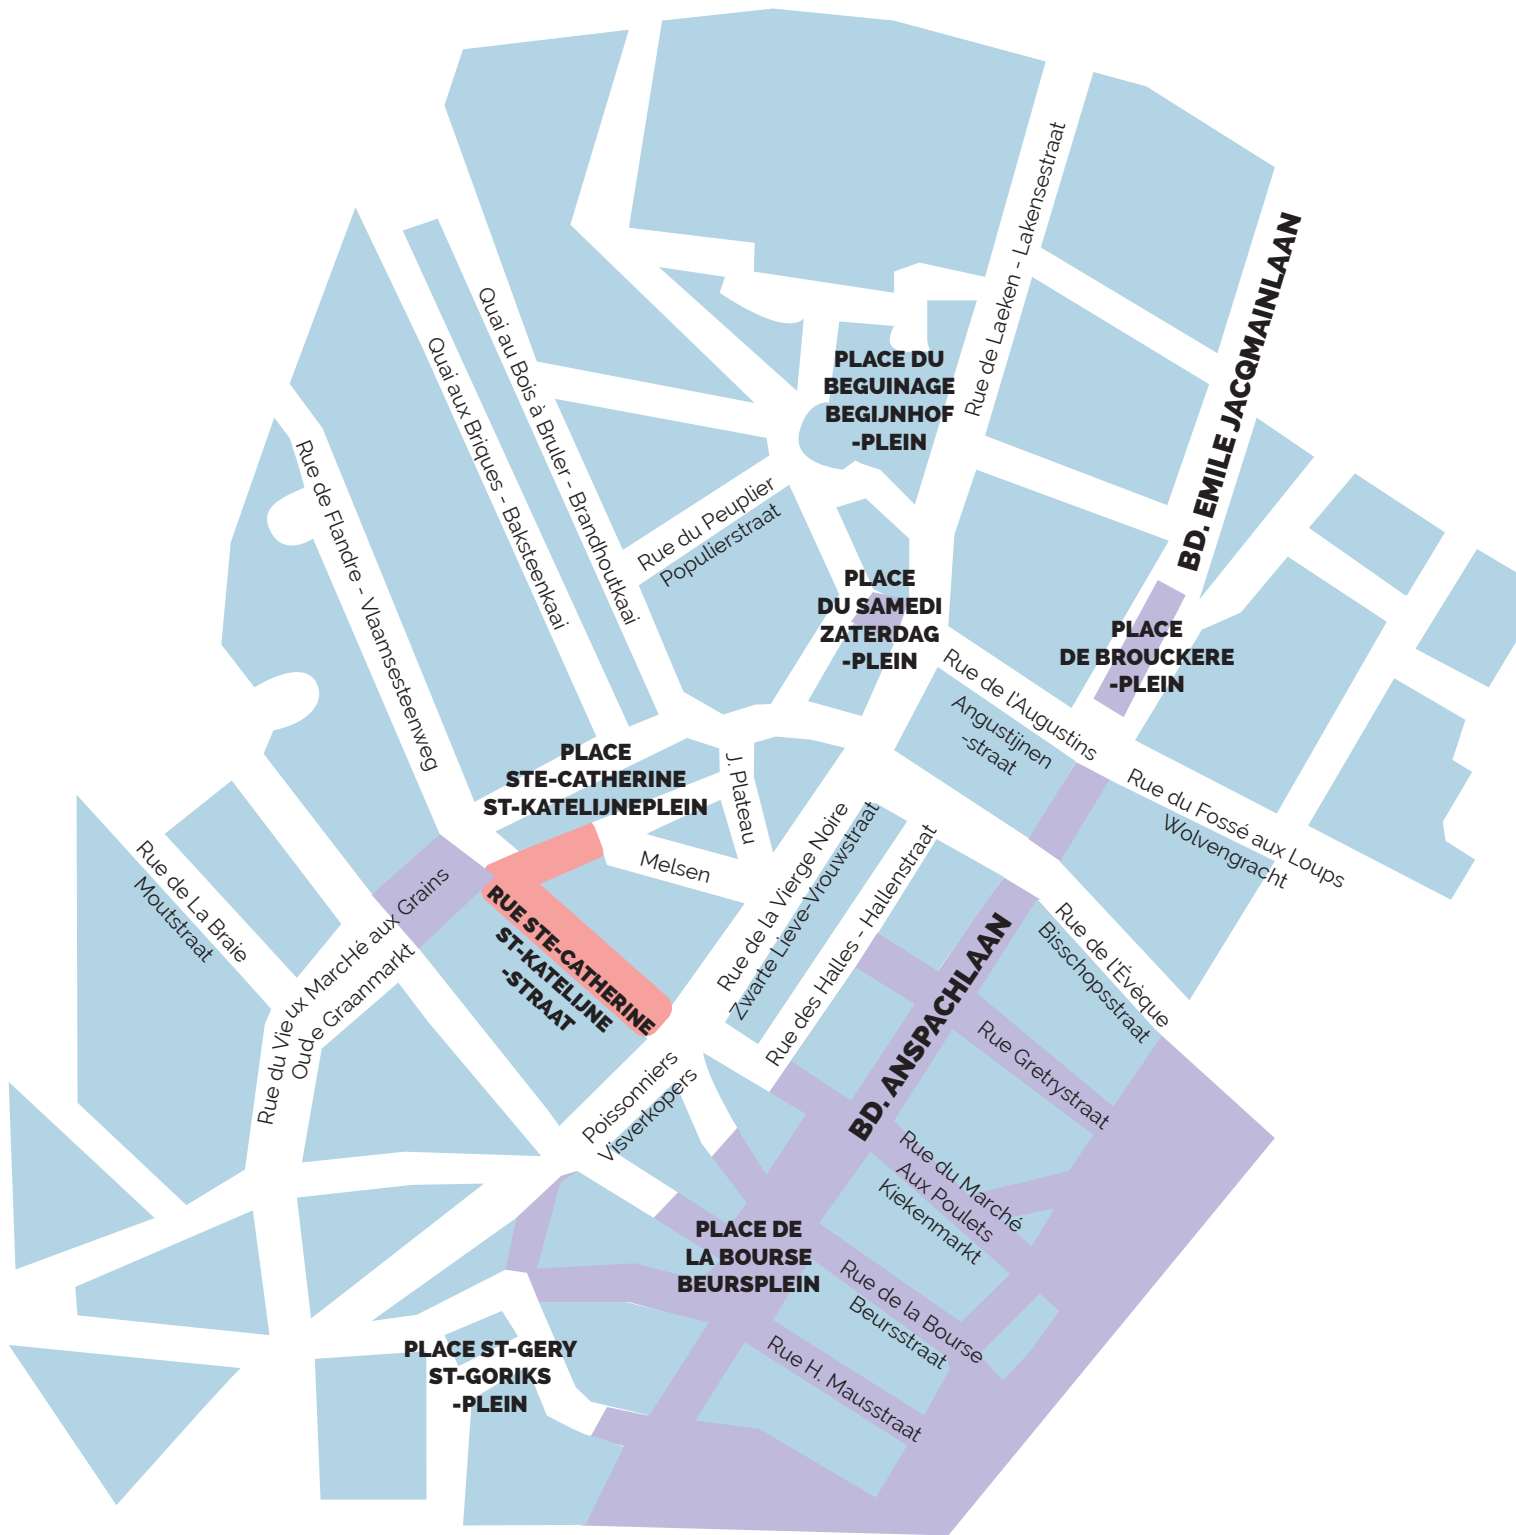 Rue de Laeken - Lakensestraat
BD. EMILE JACQMAINLAAN
Quai au Bois à Bruler - Brandhoutkaai
Quai aux Briques - Baksteenkaai
PLACE DU
BEGUINAGE
BEGIJNHOF
-PLEIN
Rue de Flandre - Vlaamsesteenweg
Rue du Peuplier
Populierstraat
PLACE
DU SAMEDI
ZATERDAG
-PLEIN
PLACE
DE BROUCKERE
-PLEIN
Rue de l'Augustins
Angustijnen
-straat
PLACE
STE-CATHERINE
ST-KATELIJNEPLEIN
J. Plateau
Rue du Fossé aux Loups
Wolvengracht
Melsen
Rue de La Braie
Moutstraat
Rue de la Vierge Noire
Zwarte Lieve-Vrouwstraat
Rue des Halles - Hallenstraat
RUE STE-CATHERINE
ST-KATELIJNE
-STRAAT
Rue du Vieux MarcHé aux Grains
Oude Graanmarkt
BD. ANSPACHLAAN
Rue de l'Évèque
Bisschopsstraat
Rue Gretrystraat
Poissonniers
Visverkopers
Rue du Marché
Aux Poulets
Kiekenmarkt
PLACE DE
LA BOURSE
BEURSPLEIN
Rue de la Bourse
Beursstraat
Rue H. Mausstraat
PLACE ST-GERY
ST-GORIKS
-PLEIN